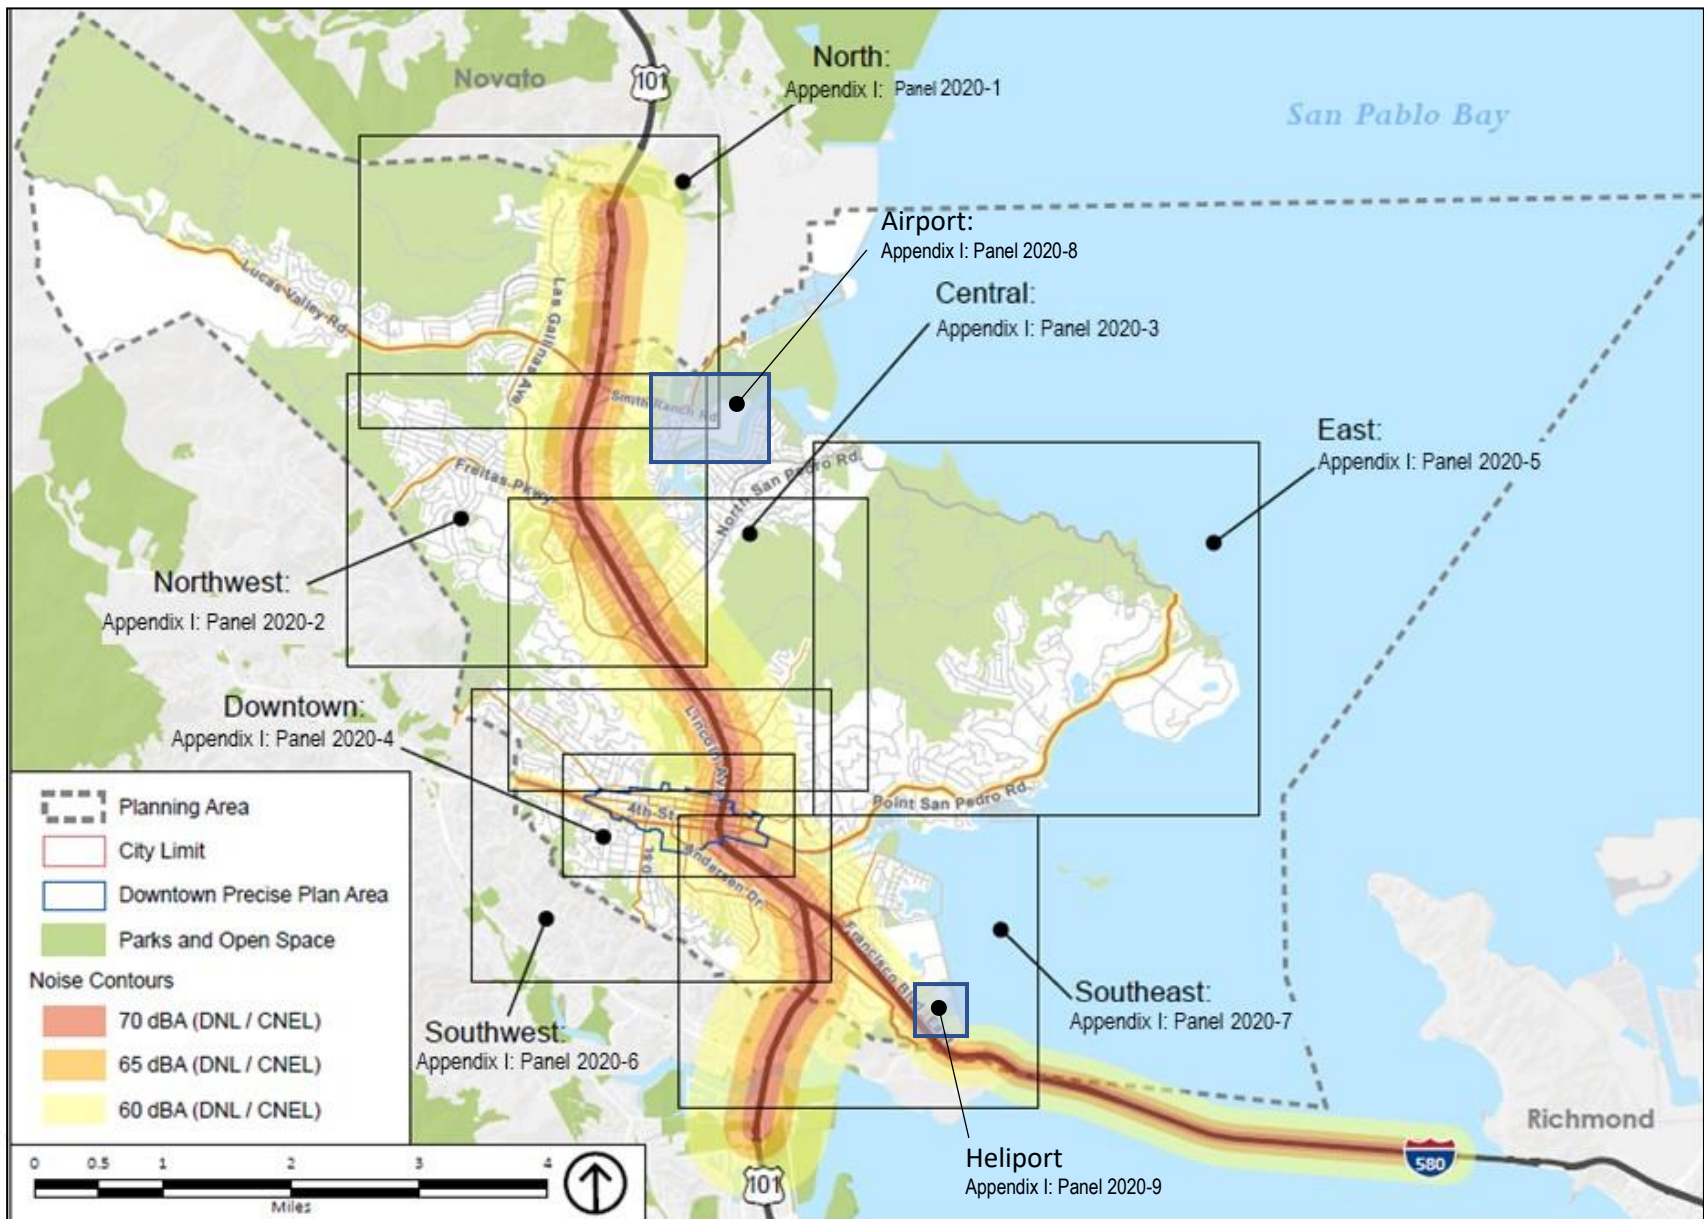 North:
Appendix I: Panel 2020-1
Novato
101
San Pablo Bay
Airport:
Appendix I: Panel 2020-8
Central:
Appendix I: Panel 2020-3
Lucas Valley Rd.
Las Gallinas Ave
Smith Ranch Rd.
East:
Appendix I: Panel 2020-5
Freitas Pkwy
North San Pedro Rd.
Northwest:
Appendix I: Panel 2020-2
Downtown:
Appendix I: Panel 2020-4
Lincoln Av
Point San Pedro Rd.
4th St
D St
Andersen Dr.
Francisco Blvd
Planning Area
City Limit
Downtown Precise Plan Area
Parks and Open Space
Noise Contours
70 dBA (DNL / CNEL)
65 dBA (DNL / CNEL)
60 dBA (DNL / CNEL)
Southwest:
Appendix I: Panel 2020-6
Southeast:
Appendix I: Panel 2020-7
Richmond
Heliport
Appendix I: Panel 2020-9
580
101
0 0.5 1 2 3 4
Miles